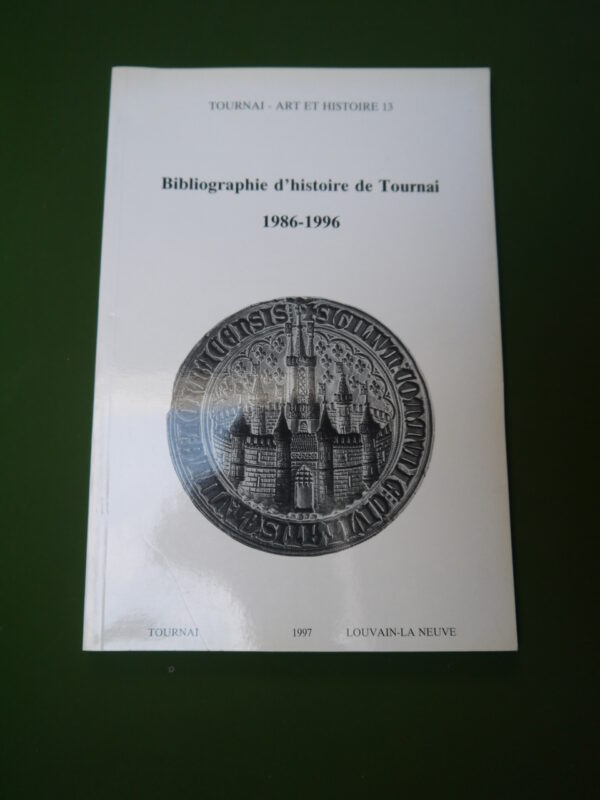 TOURNAI - ART ET HISTOIRE 13
Bibliographie d'histoire de Tournai
1986-1996
TOURNAI 1997 LOUVAIN-LA NEUVE